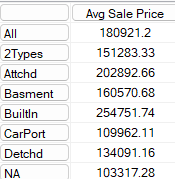 Avg Sale Price
All 180921.2
2Types 151283.33
Attchd 202892.66
Basment 160570.68
BuiltIn 254751.74
CarPort 109962.11
Detchd 134091.16
NA 103317.28